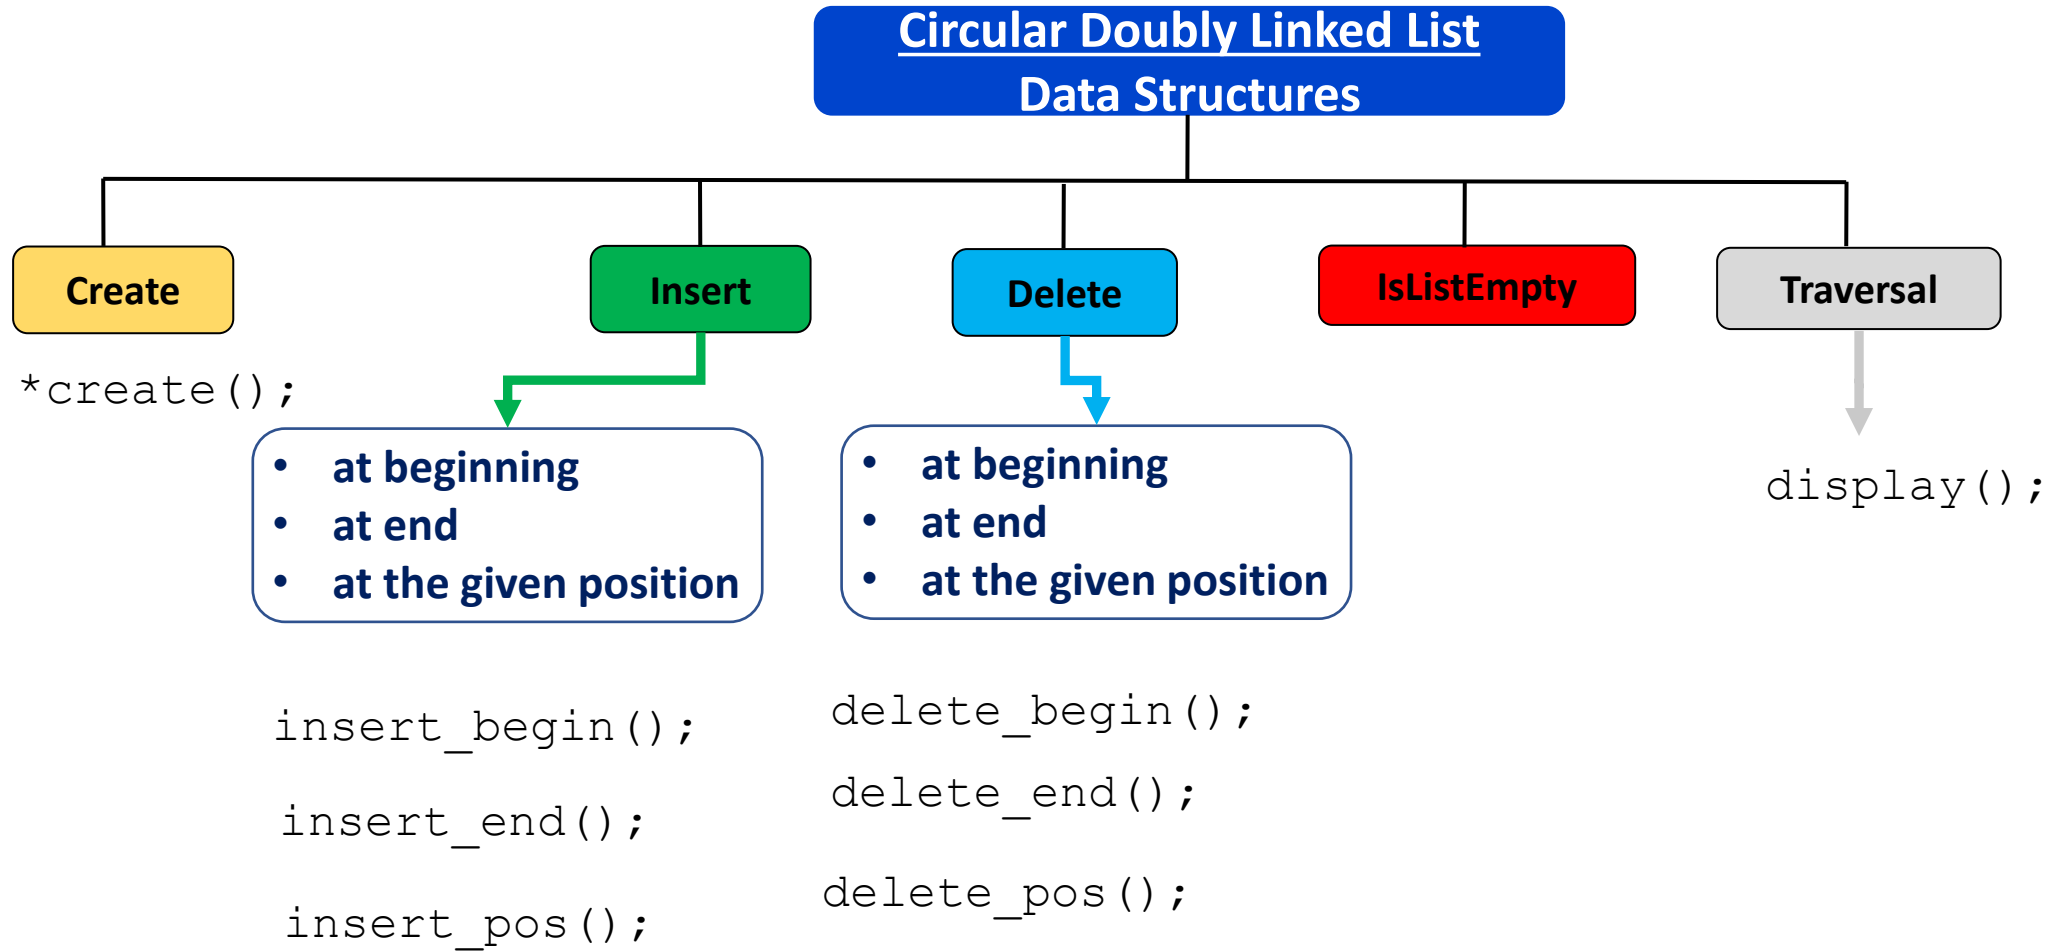 Circular Doubly Linked List
Data Structures
Create
Insert
Delete
IsListEmpty
Traversal
*create();
• at beginning
• at end
• at the given position
• at beginning
• at end
• at the given position
display();
insert_begin();
insert_end();
insert_pos();
delete_begin();
delete_end();
delete_pos();